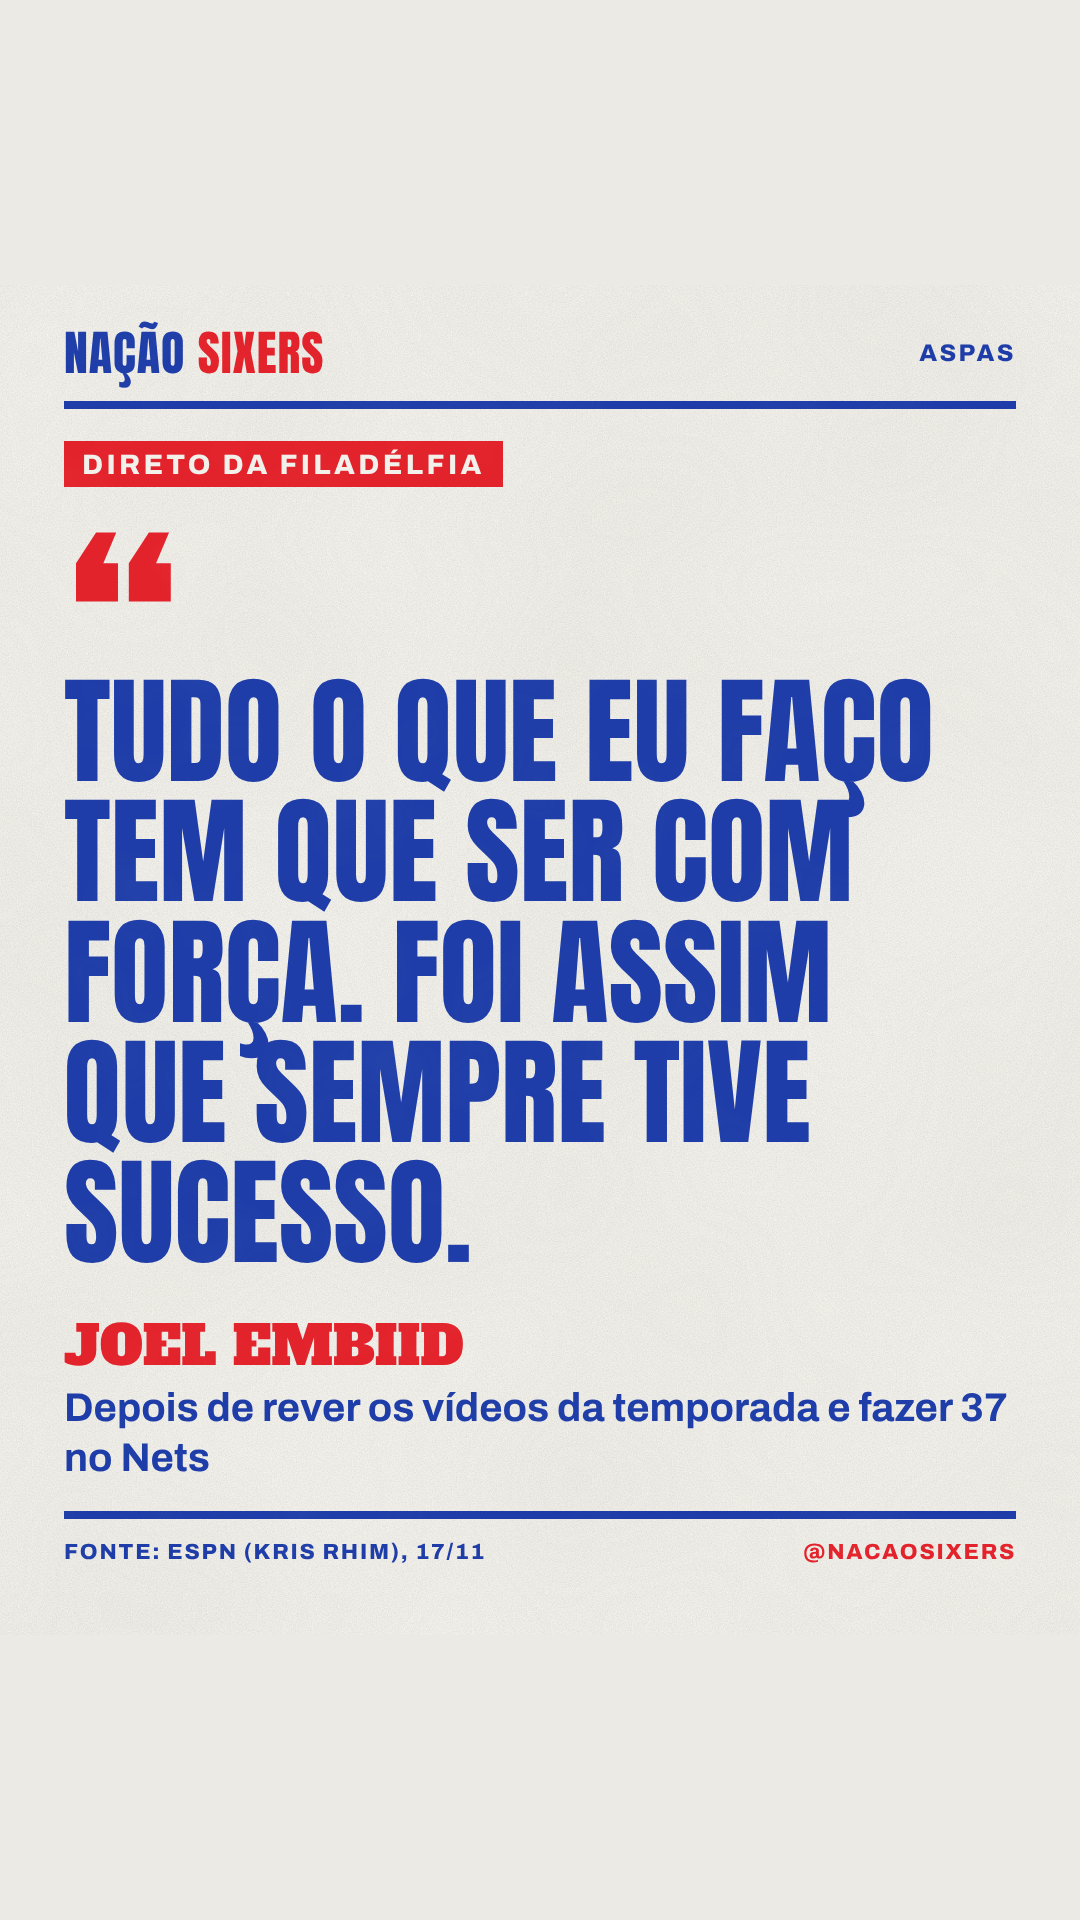 NAÇÃO SIXERS
ASPAS
DIRETO DA FILADÉLFIA
“
TUDO O QUE EU FAÇO
TEM QUE SER COM
FORÇA. FOI ASSIM
QUE SEMPRE TIVE
SUCESSO.
JOEL EMBIID
Depois de rever os vídeos da temporada e fazer 37
no Nets
FONTE: ESPN (KRIS RHIM), 17/11
@NACAOSIXERS